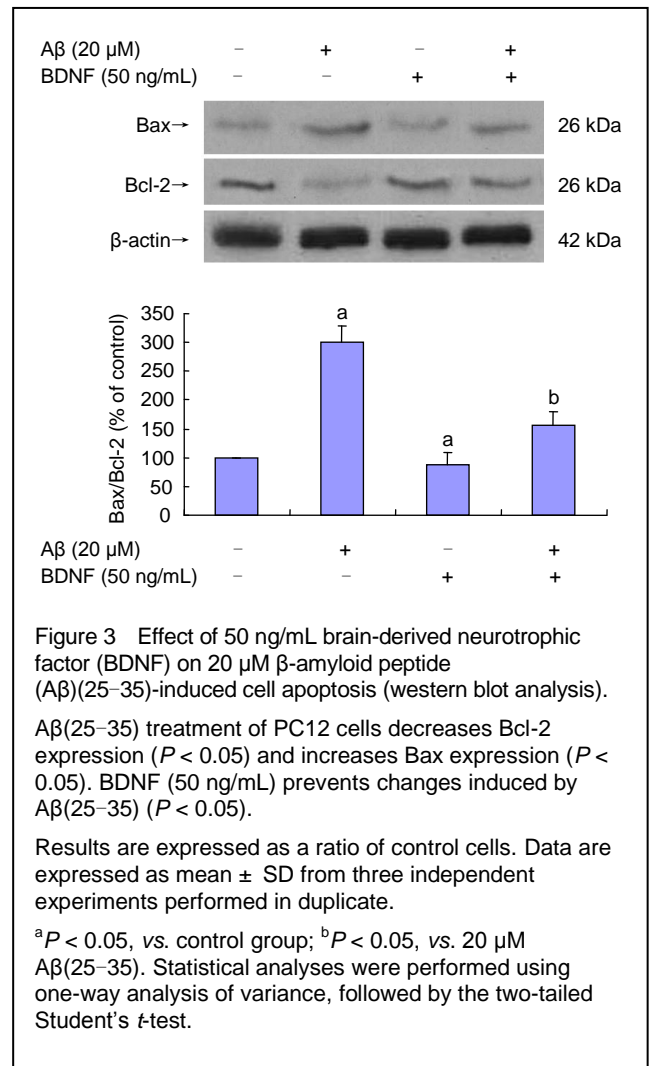 Aβ (20 μM) – + – +
BDNF (50 ng/mL) – – + +
Bax→ 26 kDa
Bcl-2→ 26 kDa
β-actin→ 42 kDa
Bax/Bcl-2 (% of control)
350
300
250
200
150
100
50
0
a
a
b
Aβ (20 μM) – + – +
BDNF (50 ng/mL) – – + +
Figure 3 Effect of 50 ng/mL brain-derived neurotrophic
factor (BDNF) on 20 μM β-amyloid peptide
(Aβ)(25–35)-induced cell apoptosis (western blot analysis).
Aβ(25–35) treatment of PC12 cells decreases Bcl-2
expression (P < 0.05) and increases Bax expression (P <
0.05). BDNF (50 ng/mL) prevents changes induced by
Aβ(25–35) (P < 0.05).
Results are expressed as a ratio of control cells. Data are
expressed as mean ± SD from three independent
experiments performed in duplicate.
aP < 0.05, vs. control group; bP < 0.05, vs. 20 μM
Aβ(25–35). Statistical analyses were performed using
one-way analysis of variance, followed by the two-tailed
Student's t-test.